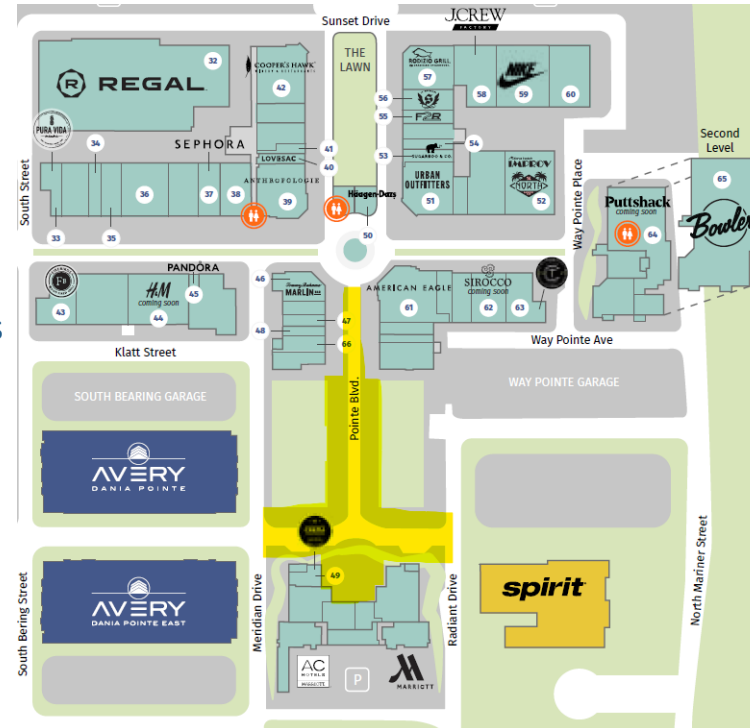 Sunset Drive
J.CREW
FACTORY
THE
LAWN
32
REGAL
COOPER'S HAWK
42
RODIZIO GRILL
57
NIKE
58
59
60
56
55
F2R
PURA VIDA
34
SEPHORA
41
LOVESAC
40
54
53
ANTHROPOLOGIE
URBAN
OUTFITTERS
IMPROV
NORTH
Second
Level
65
South Street
36
37
38
39
Häagen-Dazs
51
52
Way Pointe Place
Puttshack
coming soon
64
Bowlero
33
35
50
PANDÖRA
46
MARLIN
AMERICAN EAGLE
SIROCCO
coming soon
H&M
coming soon
45
43
44
47
61
62
63
48
66
Klatt Street
Way Pointe Ave
SOUTH BEARING GARAGE
Pointe Blvd.
WAY POINTE GARAGE
AVERY
DANIA POINTE
49
spirit
AVERY
DANIA POINTE EAST
South Bering Street
Meridian Drive
Radiant Drive
North Mariner Street
AC
HOTELS
MARRIOTT
P
MARRIOTT